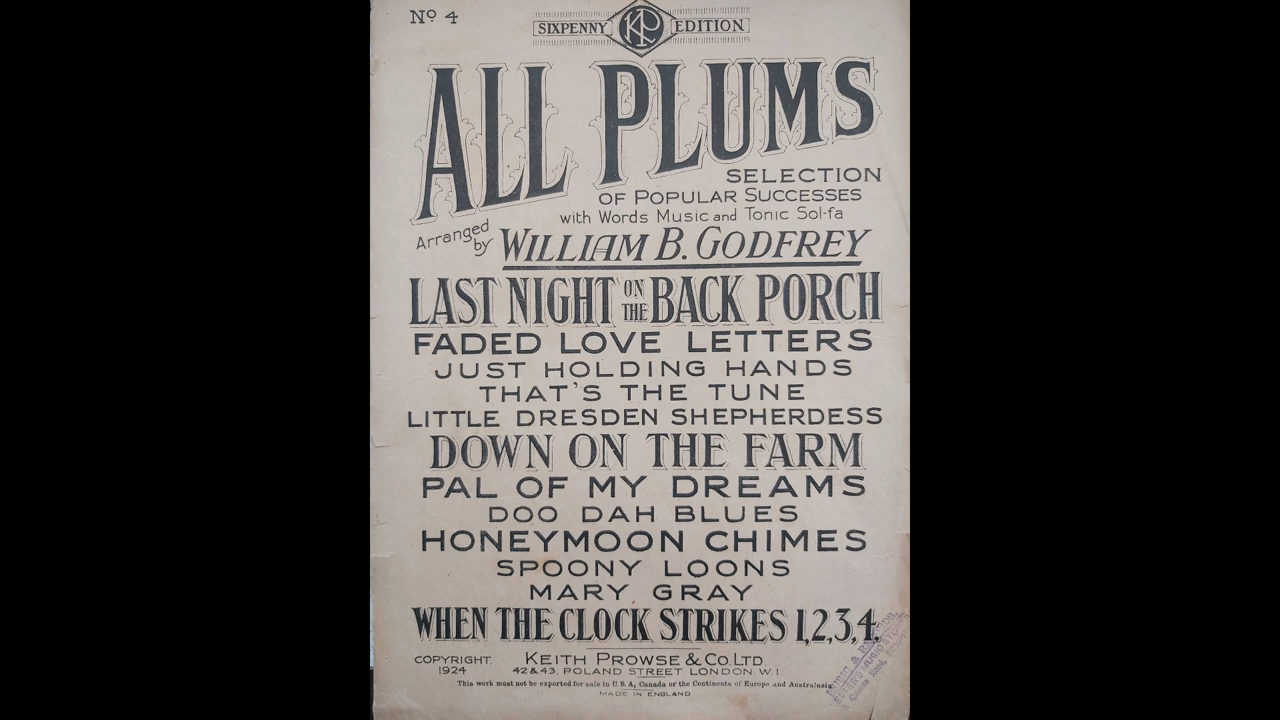 Nº 4
SIXPENNY KP EDITION
ALL PLUMS
SELECTION
OF POPULAR SUCCESSES
with Words Music and Tonic Sol-fa
Arranged by WILLIAM B. GODFREY
LAST NIGHT ON THE BACK PORCH
FADED LOVE LETTERS
JUST HOLDING HANDS
THAT'S THE TUNE
LITTLE DRESDEN SHEPHERDESS
DOWN ON THE FARM
PAL OF MY DREAMS
DOO DAH BLUES
HONEYMOON CHIMES
SPOONY LOONS
MARY GRAY
WHEN THE CLOCK STRIKES 1,2,3,4.
COPYRIGHT. 1924
KEITH PROWSE & CO. LTD
42 & 43, POLAND STREET LONDON, W.1
This work must not be exported for sale in U.S.A, Canada or the Continents of Europe and Australasia
MADE IN ENGLAND